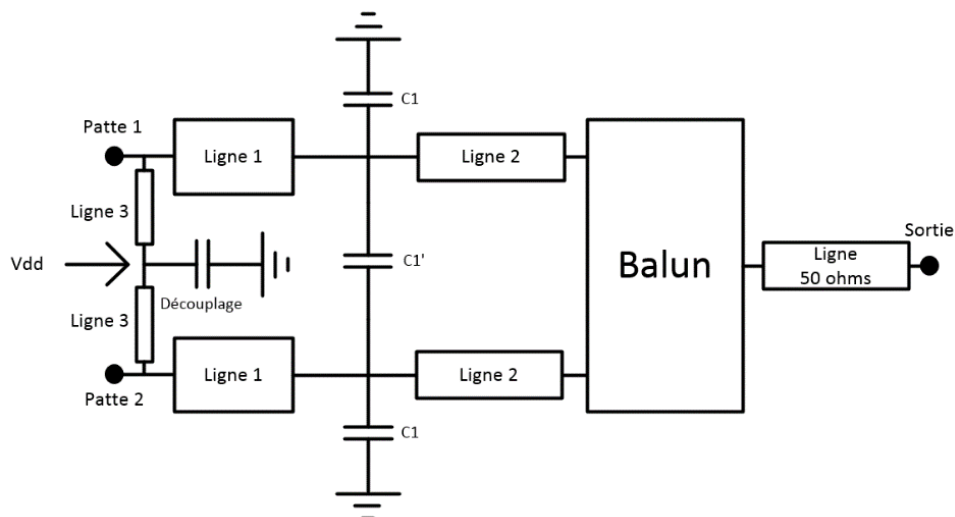 C1
Patte 1
Ligne 1
Ligne 2
Ligne 3
Sortie
Vdd
C1'
Balun
Ligne
50 ohms
Découplage
Ligne 3
Ligne 1
Ligne 2
Patte 2
C1